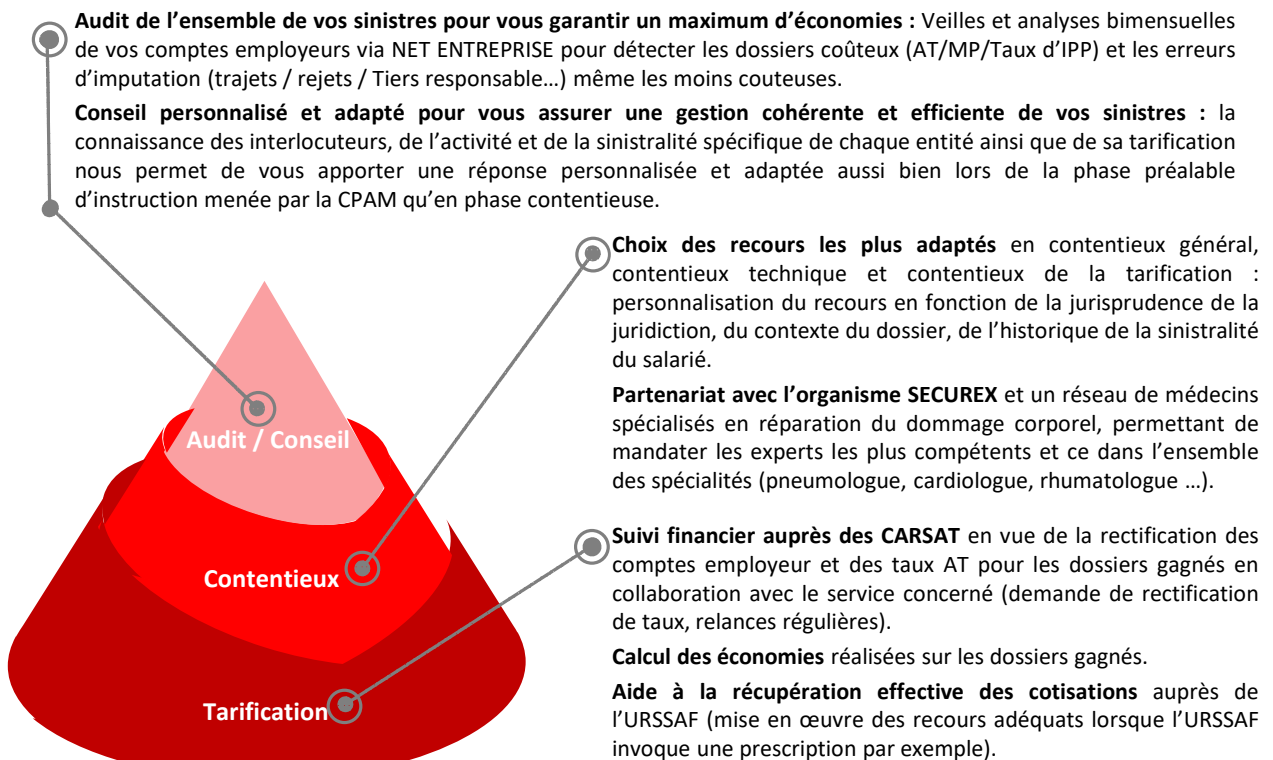 Audit de l’ensemble de vos sinistres pour vous garantir un maximum d’économies : Veilles et analyses bimensuelles
de vos comptes employeurs via NET ENTREPRISE pour détecter les dossiers coûteux (AT/MP/Taux d’IPP) et les erreurs
d’imputation (trajets / rejets / Tiers responsable…) même les moins couteuses.
Conseil personnalisé et adapté pour vous assurer une gestion cohérente et efficiente de vos sinistres : la
connaissance des interlocuteurs, de l’activité et de la sinistralité spécifique de chaque entité ainsi que de sa tarification
nous permet de vous apporter une réponse personnalisée et adaptée aussi bien lors de la phase préalable
d’instruction menée par la CPAM qu’en phase contentieuse.
Choix des recours les plus adaptés en contentieux général,
contentieux technique et contentieux de la tarification :
personnalisation du recours en fonction de la jurisprudence de la
juridiction, du contexte du dossier, de l’historique de la sinistralité
du salarié.
Partenariat avec l’organisme SECUREX et un réseau de médecins
spécialisés en réparation du dommage corporel, permettant de
mandater les experts les plus compétents et ce dans l’ensemble
des spécialités (pneumologue, cardiologue, rhumatologue …).
Suivi financier auprès des CARSAT en vue de la rectification des
comptes employeur et des taux AT pour les dossiers gagnés en
collaboration avec le service concerné (demande de rectification
de taux, relances régulières).
Calcul des économies réalisées sur les dossiers gagnés.
Aide à la récupération effective des cotisations auprès de
l’URSSAF (mise en œuvre des recours adéquats lorsque l’URSSAF
invoque une prescription par exemple).
Audit / Conseil
Contentieux
Tarification